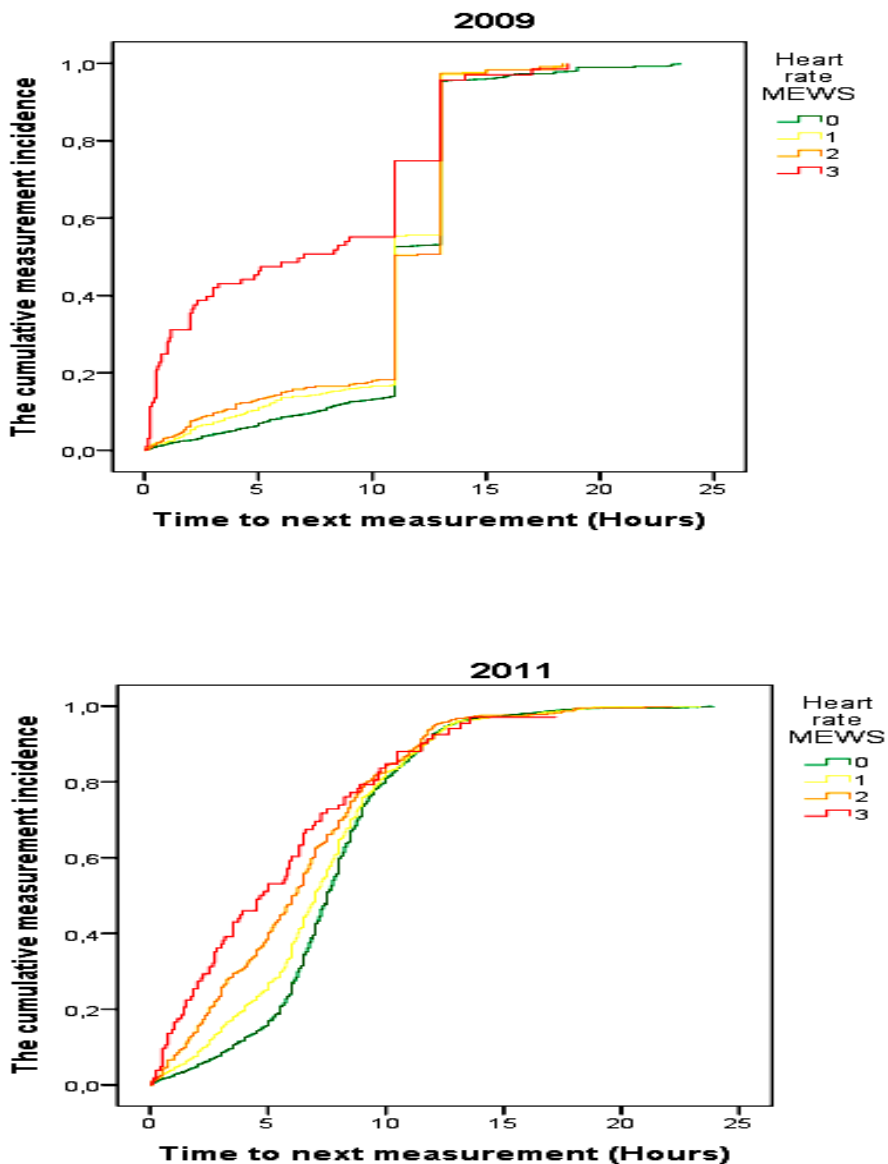 2009
The cumulative measurement incidence
1,0
0,8
0,6
0,4
0,2
0,0
0 5 10 15 20 25
Time to next measurement (Hours)
Heart
rate
MEWS
0
1
2
3
2011
The cumulative measurement incidence
1,0
0,8
0,6
0,4
0,2
0,0
0 5 10 15 20 25
Time to next measurement (Hours)
Heart
rate
MEWS
0
1
2
3